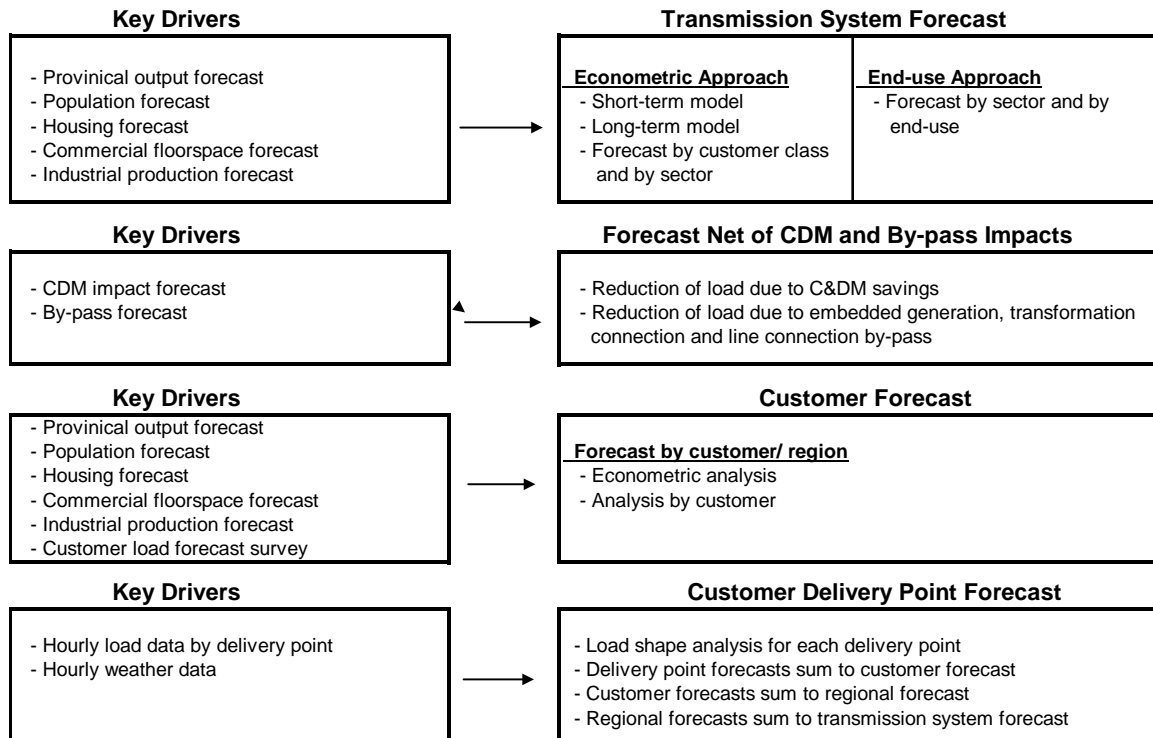 Key Drivers
- Provinical output forecast
- Population forecast
- Housing forecast
- Commercial floorspace forecast
- Industrial production forecast
Transmission System Forecast
Econometric Approach
- Short-term model
- Long-term model
- Forecast by customer class
and by sector
End-use Approach
- Forecast by sector and by
end-use
Key Drivers
- CDM impact forecast
- By-pass forecast
Forecast Net of CDM and By-pass Impacts
- Reduction of load due to C&DM savings
- Reduction of load due to embedded generation, transformation
connection and line connection by-pass
Key Drivers
- Provinical output forecast
- Population forecast
- Housing forecast
- Commercial floorspace forecast
- Industrial production forecast
- Customer load forecast survey
Customer Forecast
Forecast by customer/ region
- Econometric analysis
- Analysis by customer
Key Drivers
- Hourly load data by delivery point
- Hourly weather data
Customer Delivery Point Forecast
- Load shape analysis for each delivery point
- Delivery point forecasts sum to customer forecast
- Customer forecasts sum to regional forecast
- Regional forecasts sum to transmission system forecast